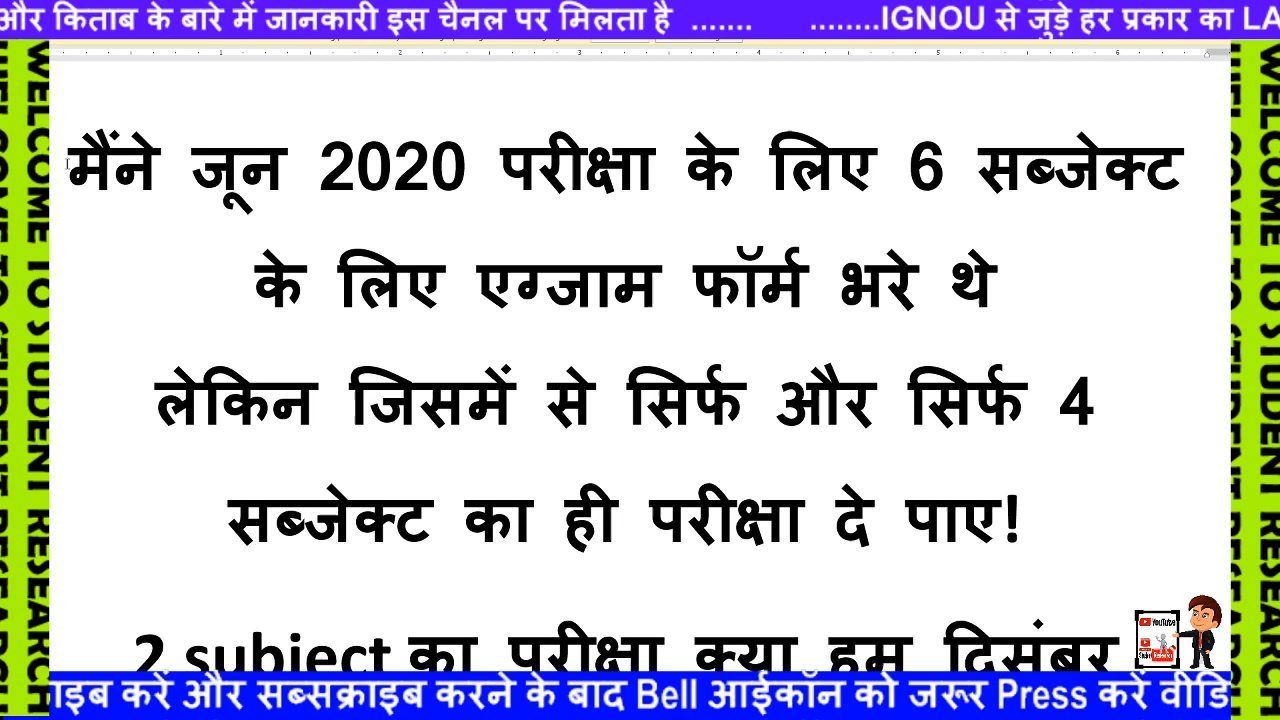 और किताब के बारे में जानकारी इस चैनल पर मिलता है ....... ........IGNOU से जुड़े हर प्रकार का LA
मैंने जून 2020 परीक्षा के लिए 6 सब्जेक्ट
के लिए एग्जाम फॉर्म भरे थे
लेकिन जिसमें से सिर्फ और सिर्फ 4
सब्जेक्ट का ही परीक्षा दे पाए!
2 subject का परीक्षा क्या हम दिसंबर
WELCOME TO STUDENT RESEARCH
WELCOME TO STUDENT RESEARCH
YouTube
करें और सब्सक्राइब करने के बाद Bell आईकॉन को जरूर Press करें